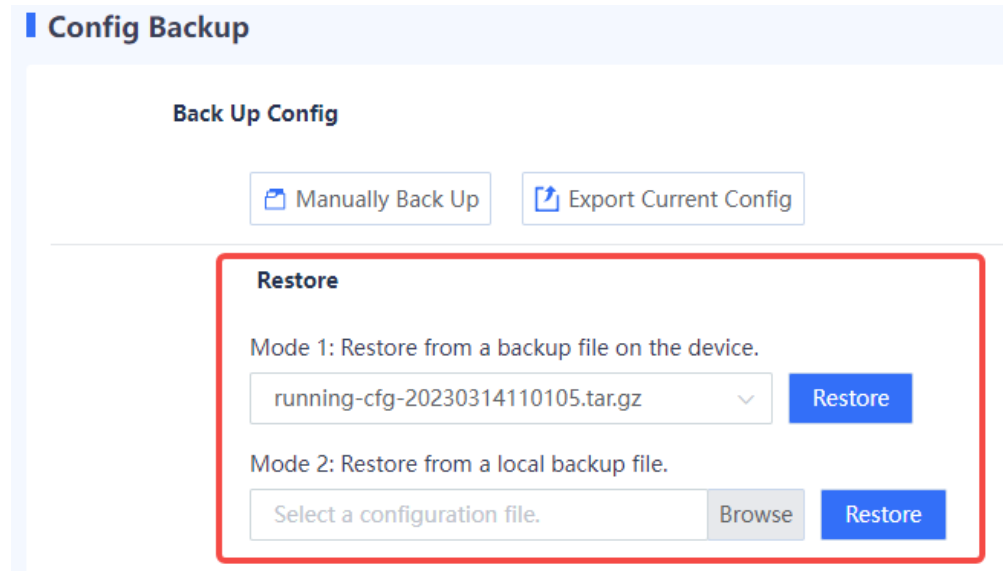 Config Backup
Back Up Config
Manually Back Up Export Current Config
Restore
Mode 1: Restore from a backup file on the device.
running-cfg-20230314110105.tar.gz Restore
Mode 2: Restore from a local backup file.
Select a configuration file. Browse Restore